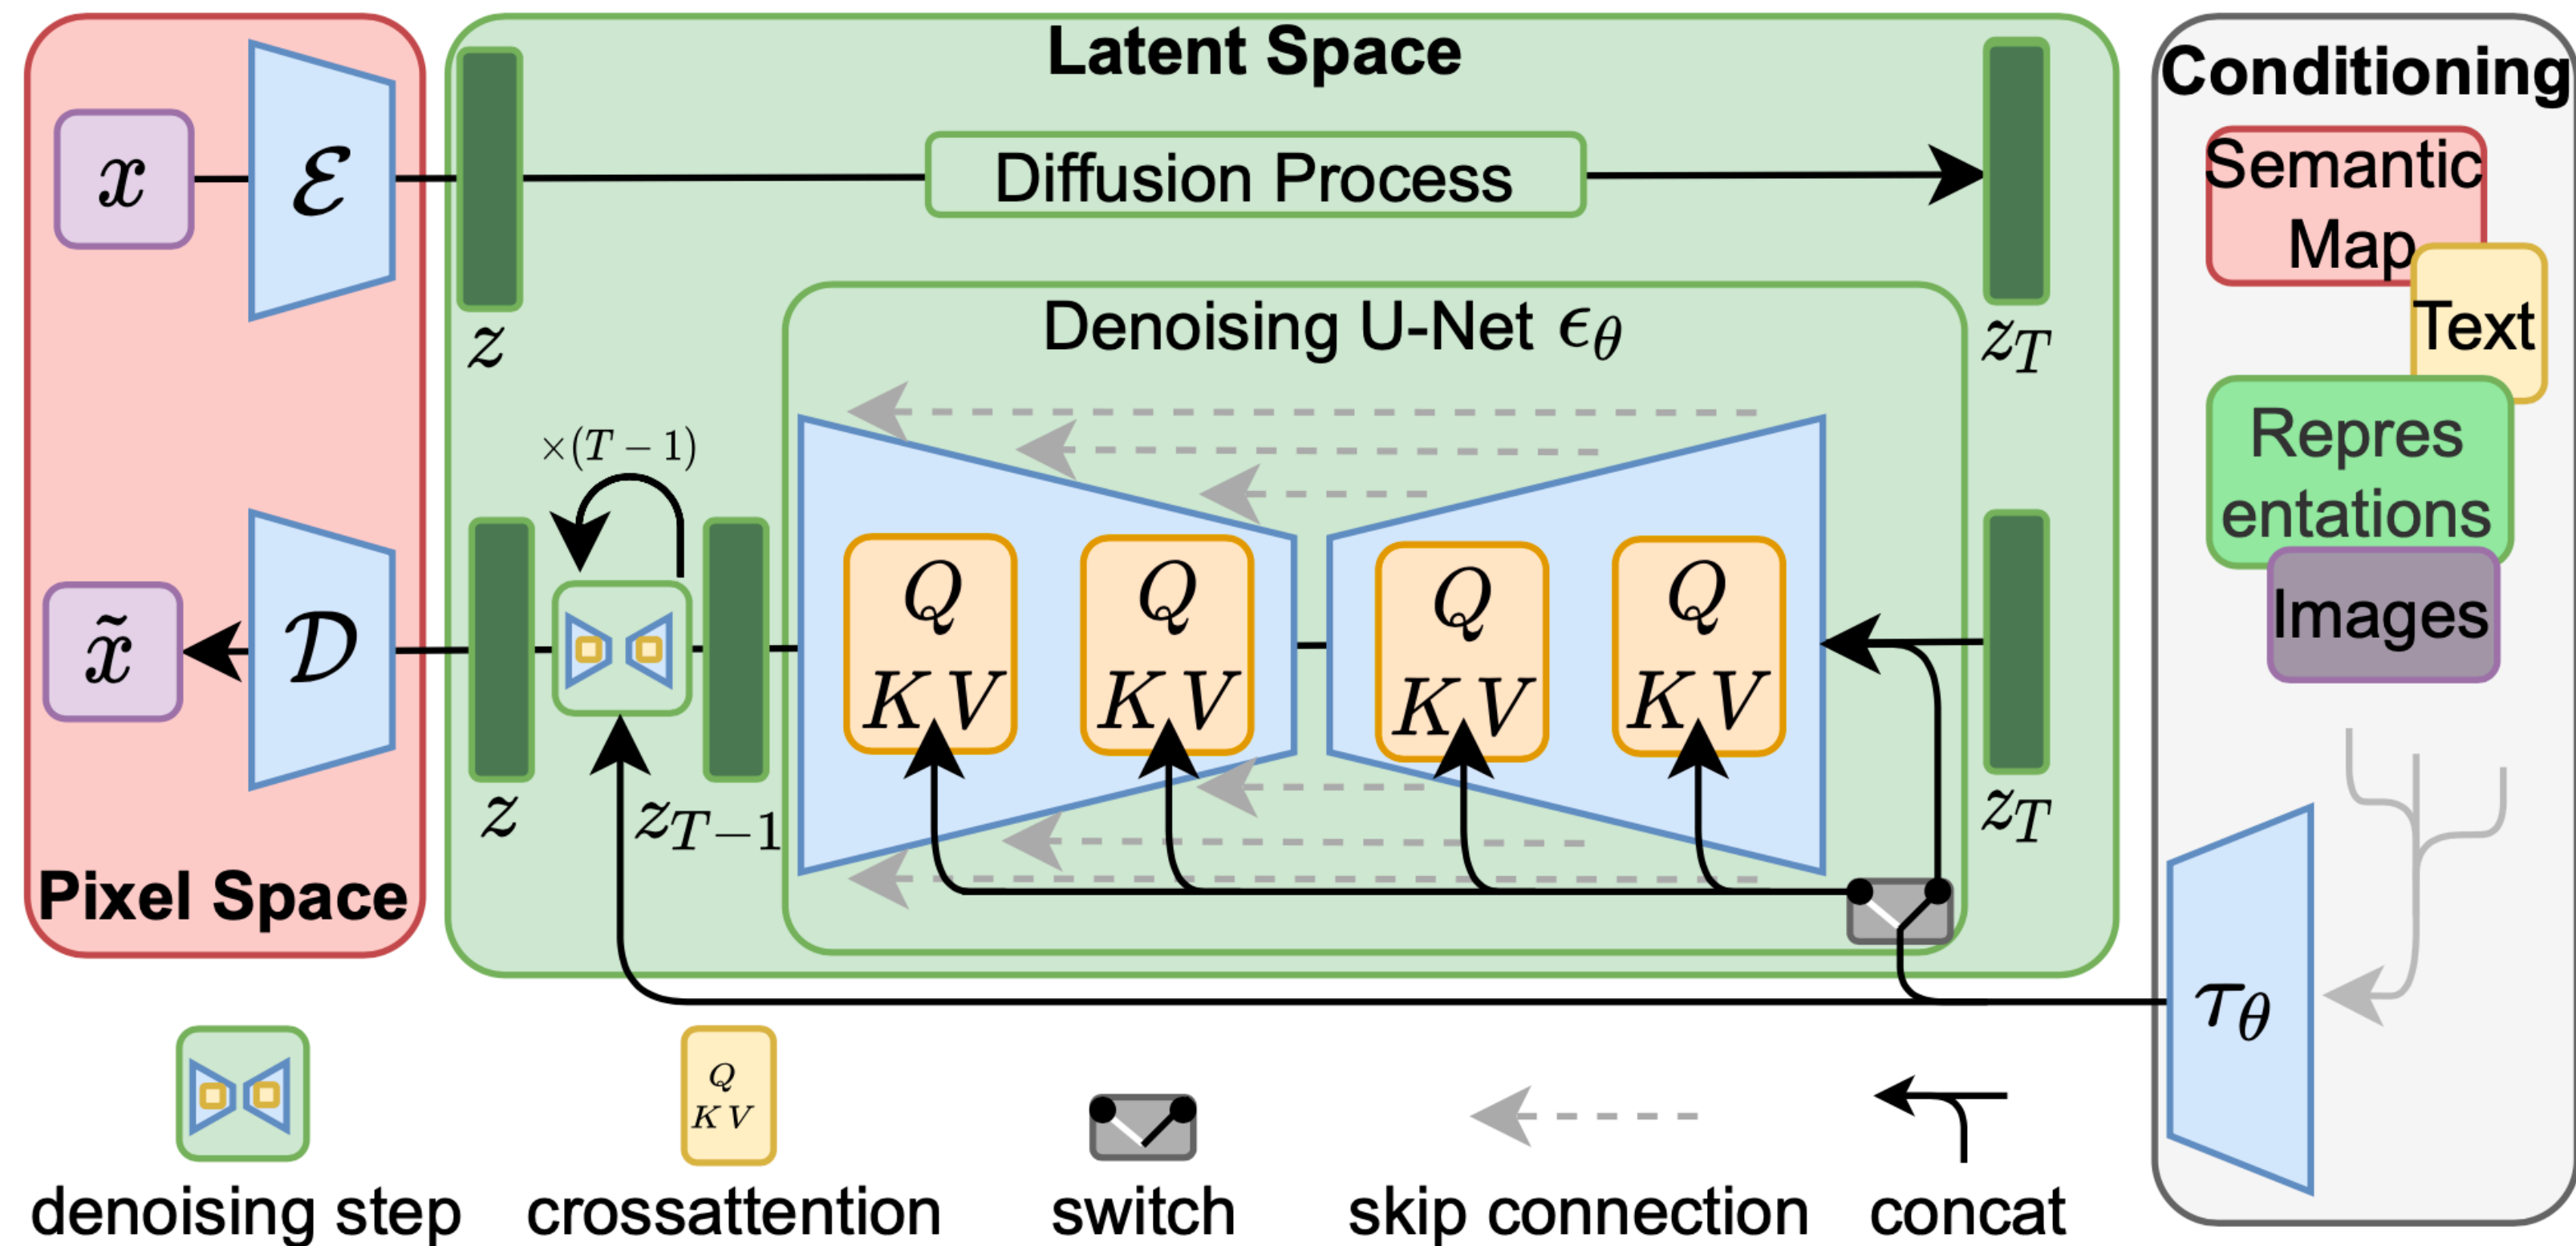 Latent Space
Conditioning
x
ℰ
Diffusion Process
Semantic
Map
z
Denoising U-Net ϵ_θ
z_T
Text
×(T − 1)
Repres
entations
Q
K V
Q
K V
Q
K V
Q
K V
Images
x̃
𝒟
z
z_{T−1}
z_T
Pixel Space
τ_θ
Q
K V
denoising step
crossattention
switch
skip connection
concat